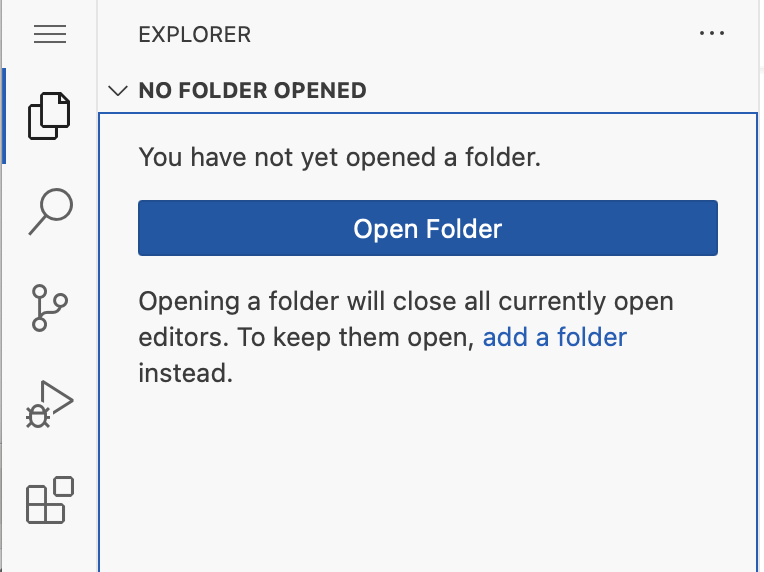 EXPLORER
NO FOLDER OPENED
You have not yet opened a folder.
Open Folder
Opening a folder will close all currently open
editors. To keep them open, add a folder
instead.